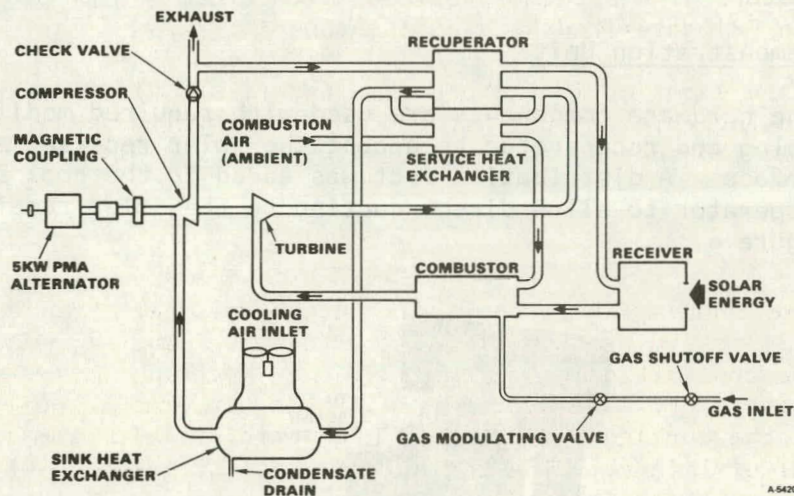 EXHAUST
CHECK VALVE
COMPRESSOR
MAGNETIC
COUPLING
COMBUSTION
AIR
(AMBIENT)
RECUPERATOR
SERVICE HEAT
EXCHANGER
5KW PMA
ALTERNATOR
TURBINE
COMBUSTOR
RECEIVER
SOLAR
ENERGY
COOLING
AIR INLET
GAS SHUTOFF VALVE
GAS INLET
GAS MODULATING VALVE
SINK HEAT
EXCHANGER
CONDENSATE
DRAIN